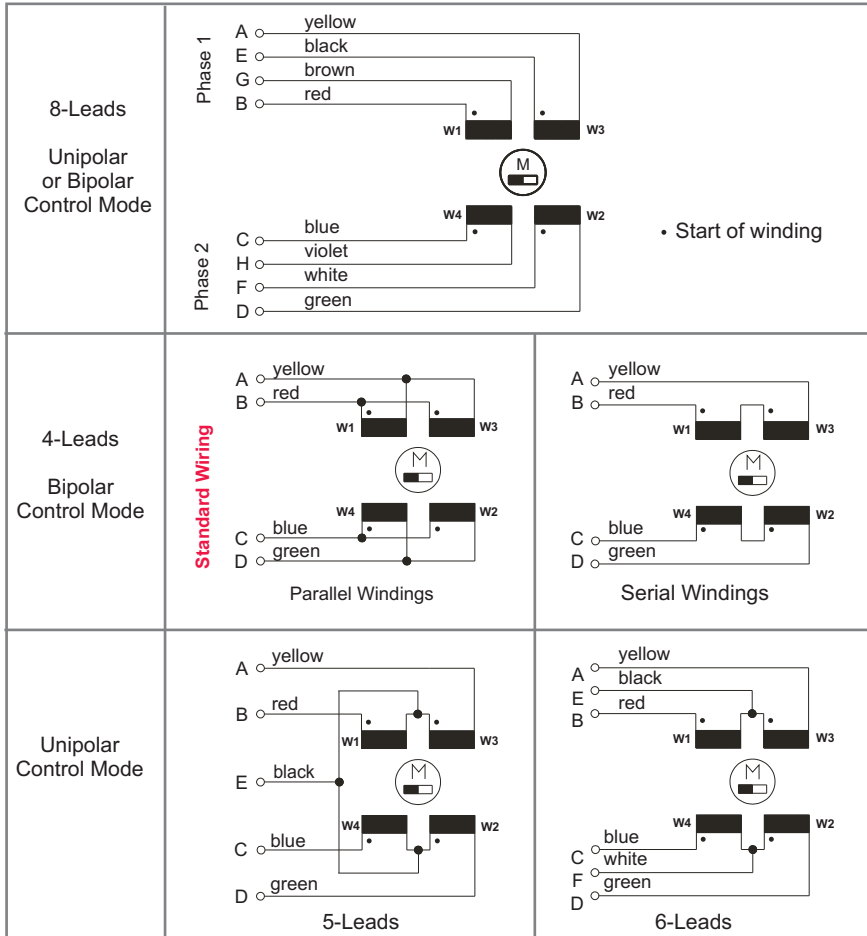 8-Leads
Unipolar
or Bipolar
Control Mode
Phase 1
A yellow
E black
G brown
B red
W1
W3
M
W4
W2
Phase 2
C blue
H violet
F white
D green
• Start of winding
4-Leads
Bipolar
Control Mode
Standard Wiring
A yellow
B red
W1
W3
M
W4
W2
C blue
D green
Parallel Windings
A yellow
B red
W1
W3
M
W4
W2
C blue
D green
Serial Windings
Unipolar
Control Mode
A yellow
B red
W1
W3
E black
M
W4
W2
C blue
D green
5-Leads
A yellow
E black
B red
W1
W3
M
W4
W2
C blue
F white
D green
6-Leads